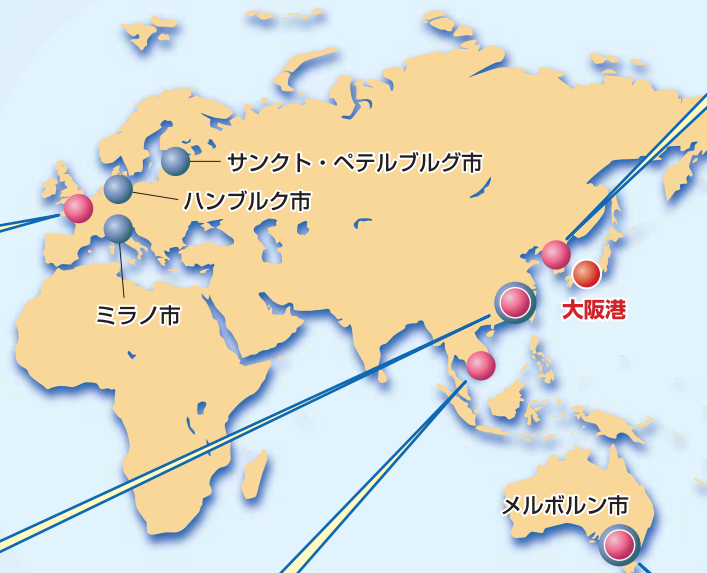 サンクト・ペテルブルグ市
ハンブルク市
ミラノ市
大阪港
メルボルン市